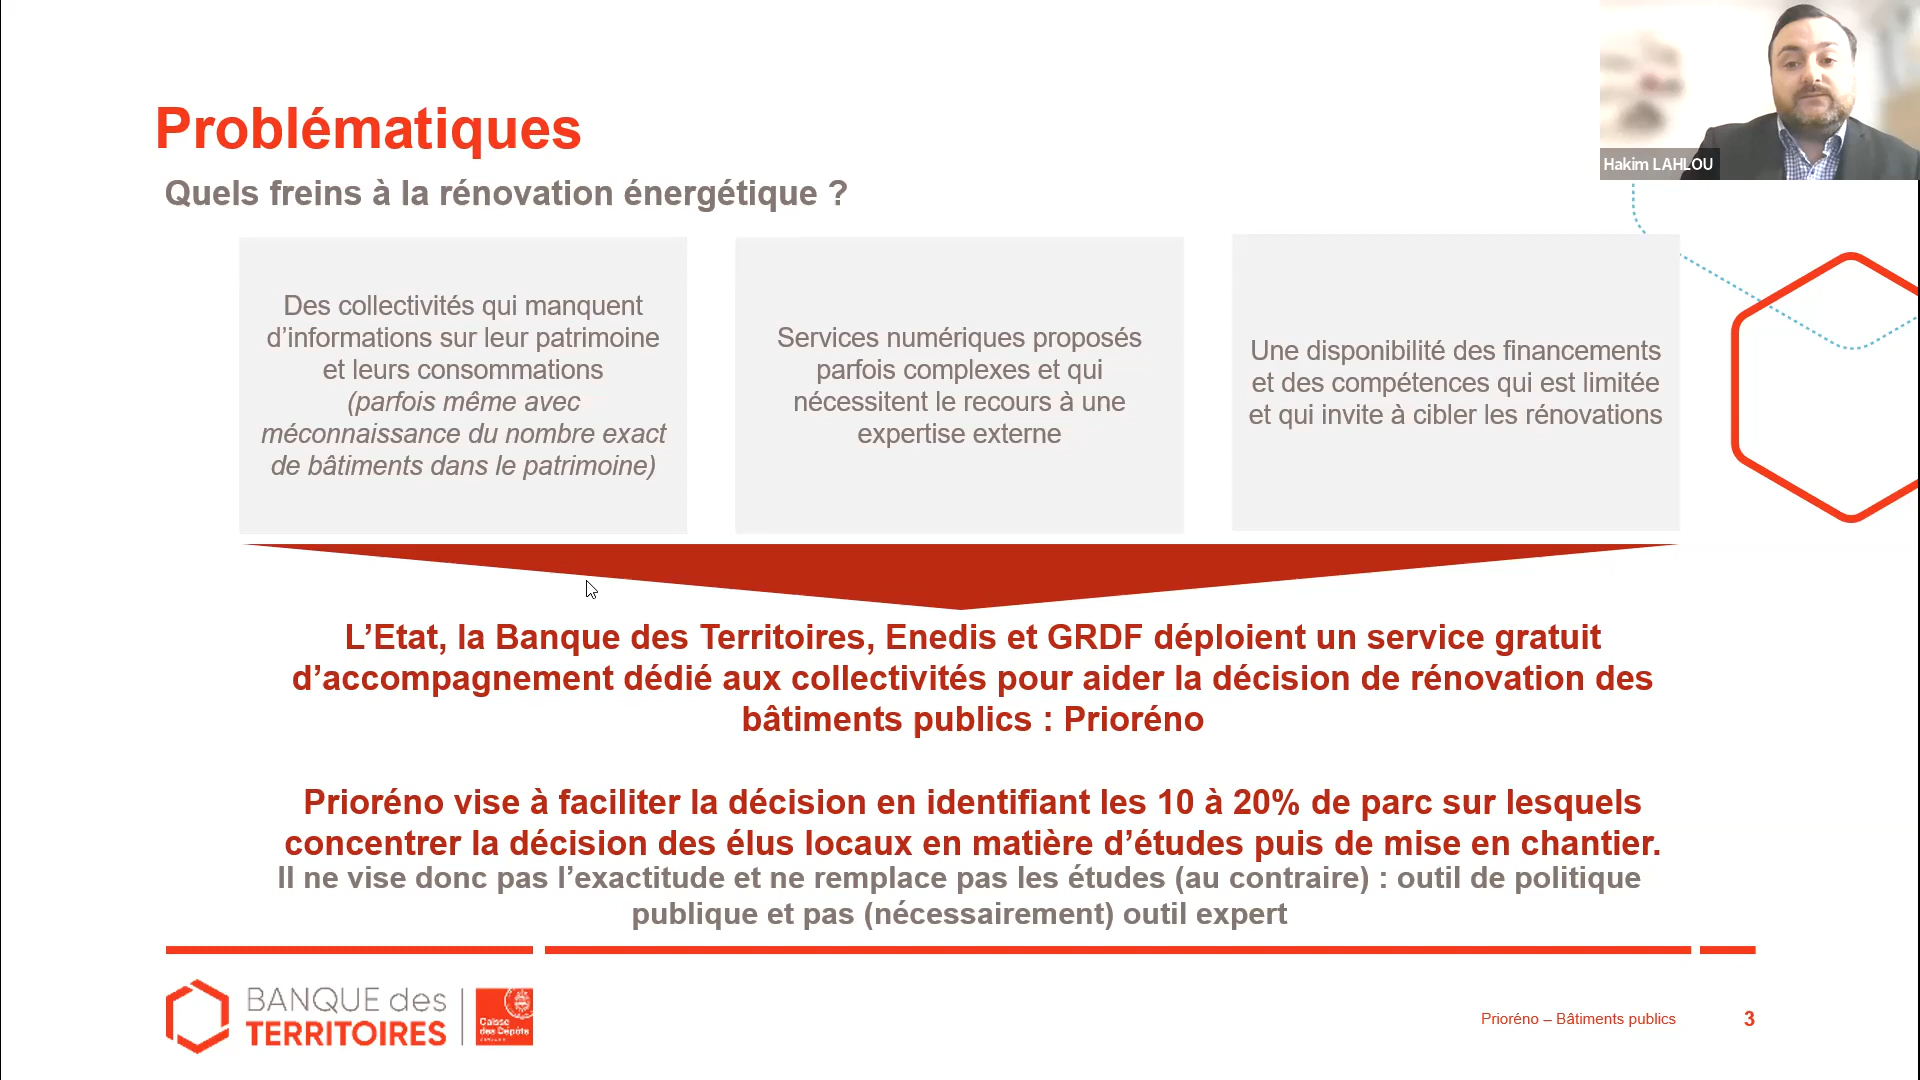 Problématiques
Quels freins à la rénovation énergétique ?
Hakim LAHLOU
Des collectivités qui manquent
d’informations sur leur patrimoine
et leurs consommations
(parfois même avec
méconnaissance du nombre exact
de bâtiments dans le patrimoine)
Services numériques proposés
parfois complexes et qui
nécessitent le recours à une
expertise externe
Une disponibilité des financements
et des compétences qui est limitée
et qui invite à cibler les rénovations
L’Etat, la Banque des Territoires, Enedis et GRDF déploient un service gratuit
d’accompagnement dédié aux collectivités pour aider la décision de rénovation des
bâtiments publics : Prioréno
Prioréno vise à faciliter la décision en identifiant les 10 à 20% de parc sur lesquels
concentrer la décision des élus locaux en matière d’études puis de mise en chantier.
Il ne vise donc pas l’exactitude et ne remplace pas les études (au contraire) : outil de politique
publique et pas (nécessairement) outil expert
BANQUE des
TERRITOIRES
Caisse
des Dépôts
Prioréno – Bâtiments publics
3